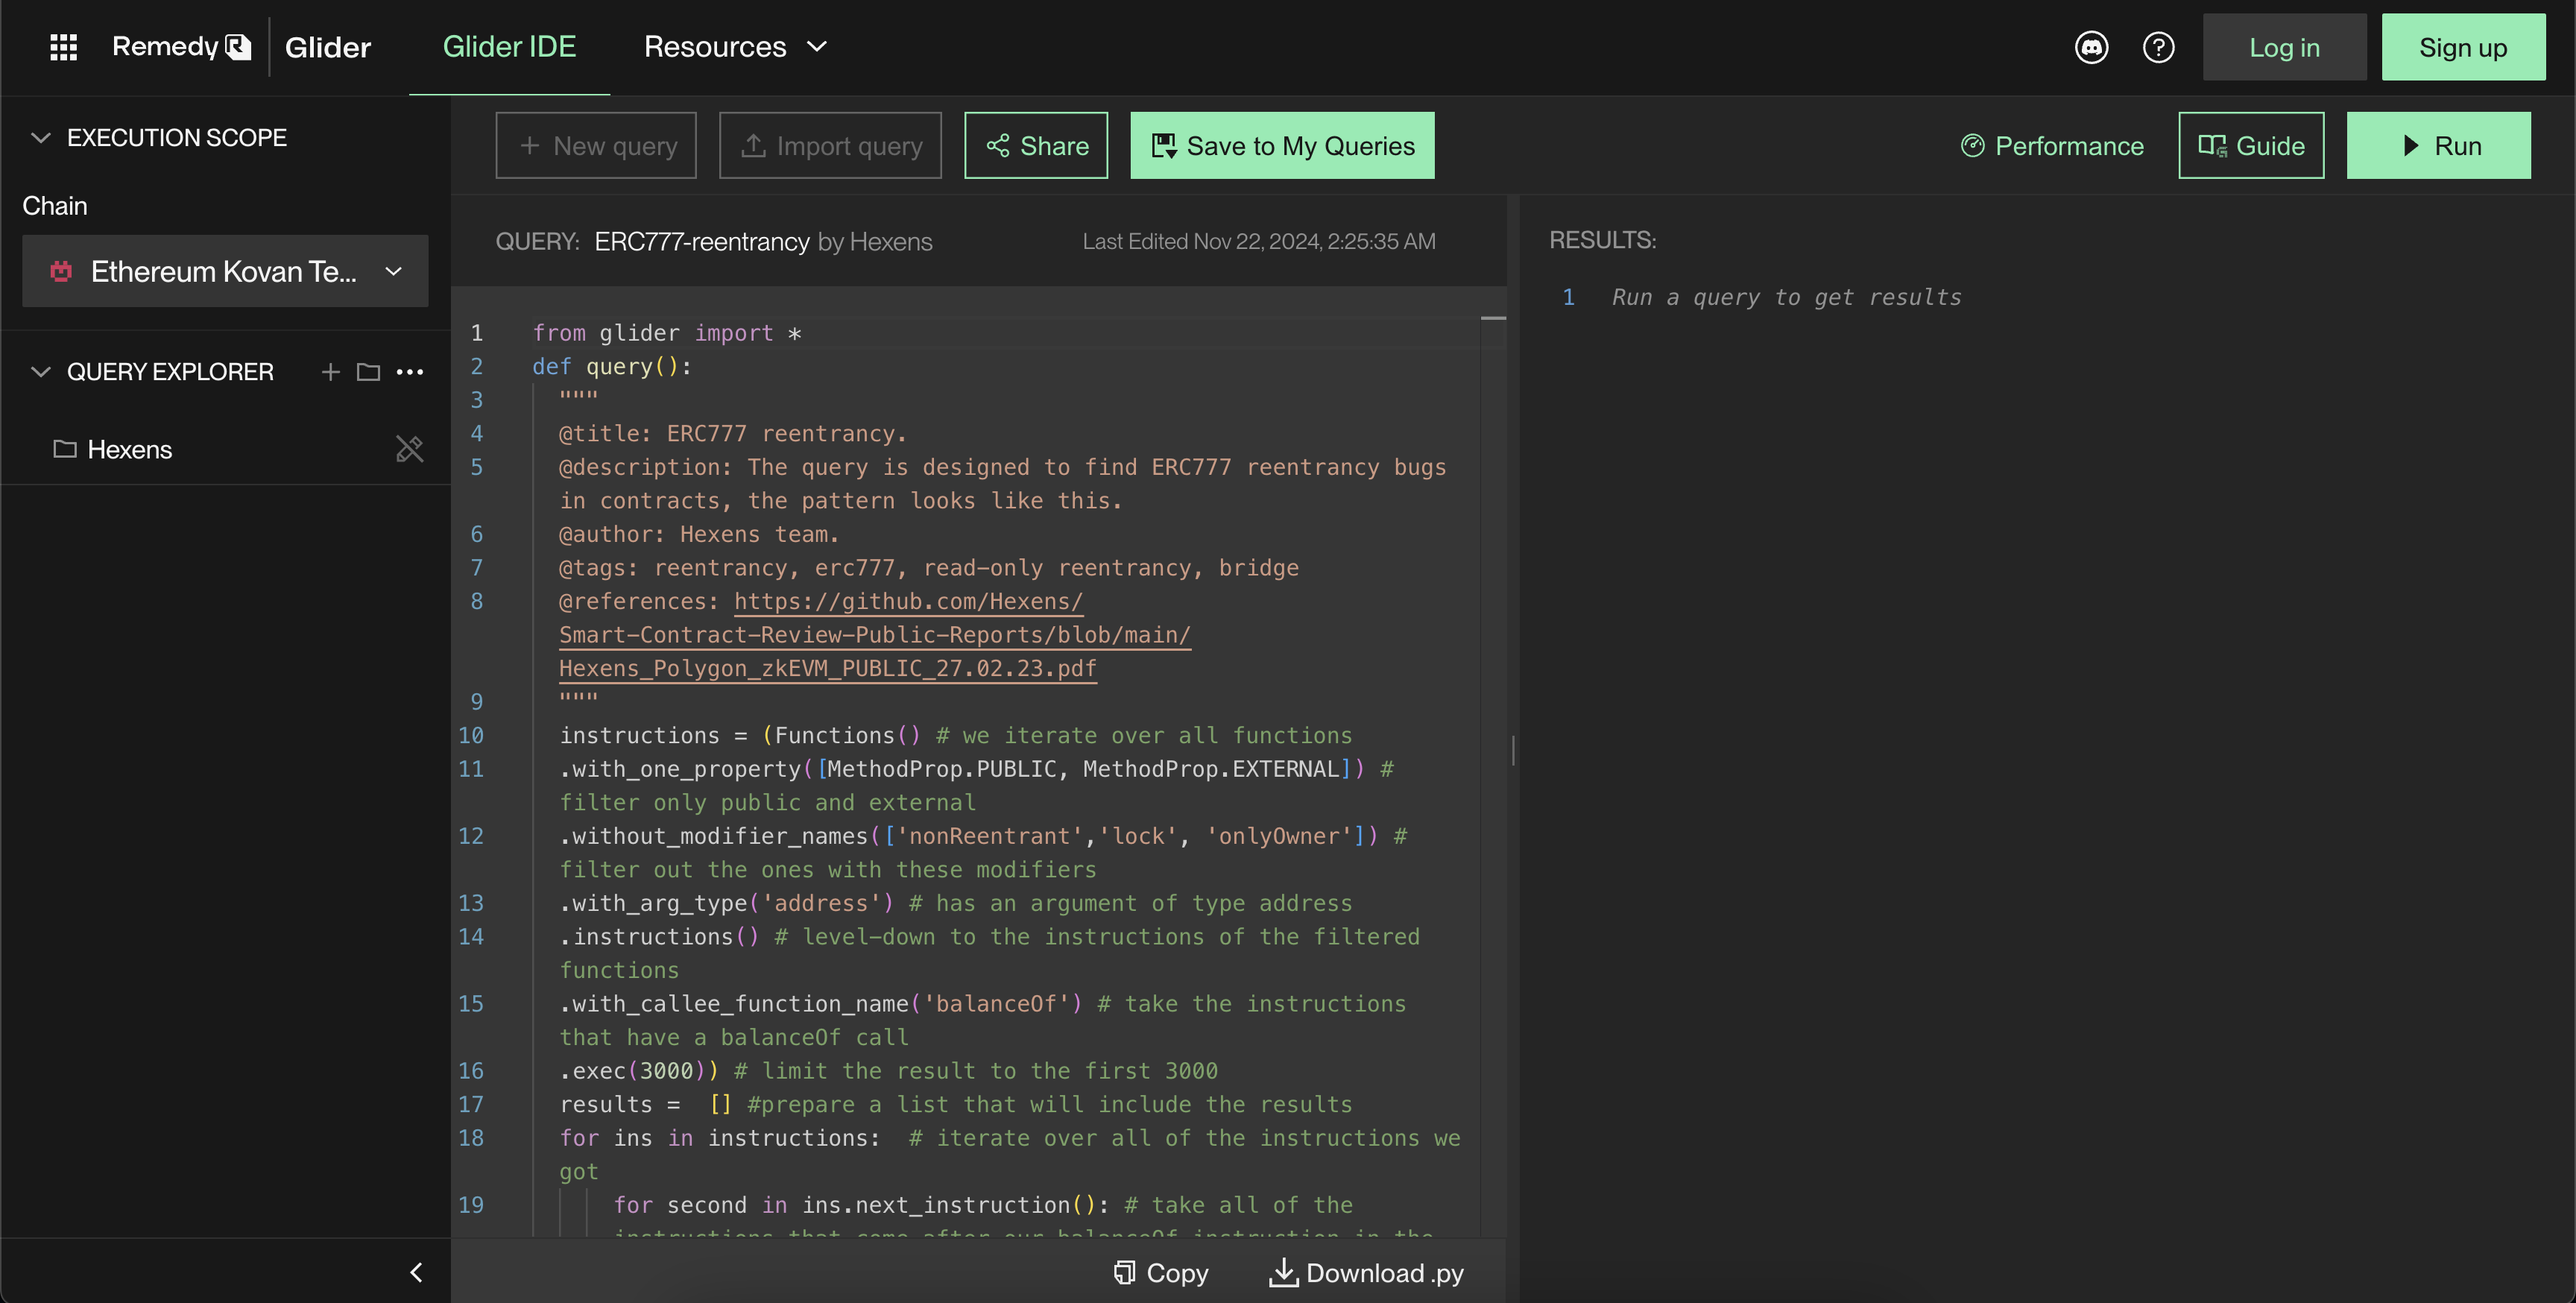 Remedy Glider Glider IDE Resources Log in Sign up
EXECUTION SCOPE
Chain
Ethereum Kovan Te...
QUERY EXPLORER
Hexens
New query Import query Share Save to My Queries Performance Guide Run
QUERY: ERC777-reentrancy by Hexens Last Edited Nov 22, 2024, 2:25:35 AM
1 from glider import *
2 def query():
3 """
4 @title: ERC777 reentrancy.
5 @description: The query is designed to find ERC777 reentrancy bugs
in contracts, the pattern looks like this.
6 @author: Hexens team.
7 @tags: reentrancy, erc777, read-only reentrancy, bridge
8 @references: https://github.com/Hexens/
Smart-Contract-Review-Public-Reports/blob/main/
Hexens_Polygon_zkEVM_PUBLIC_27.02.23.pdf
9 """
10 instructions = (Functions() # we iterate over all functions
11 .with_one_property([MethodProp.PUBLIC, MethodProp.EXTERNAL]) #
filter only public and external
12 .without_modifier_names(['nonReentrant','lock', 'onlyOwner']) #
filter out the ones with these modifiers
13 .with_arg_type('address') # has an argument of type address
14 .instructions() # level-down to the instructions of the filtered
functions
15 .with_callee_function_name('balanceOf') # take the instructions
that have a balanceOf call
16 .exec(3000)) # limit the result to the first 3000
17 results =  [] #prepare a list that will include the results
18 for ins in instructions:  # iterate over all of the instructions we
got
19 for second in ins.next_instruction(): # take all of the
instructions that come after our balanceOf instruction in the
Copy Download .py
RESULTS:
1 Run a query to get results